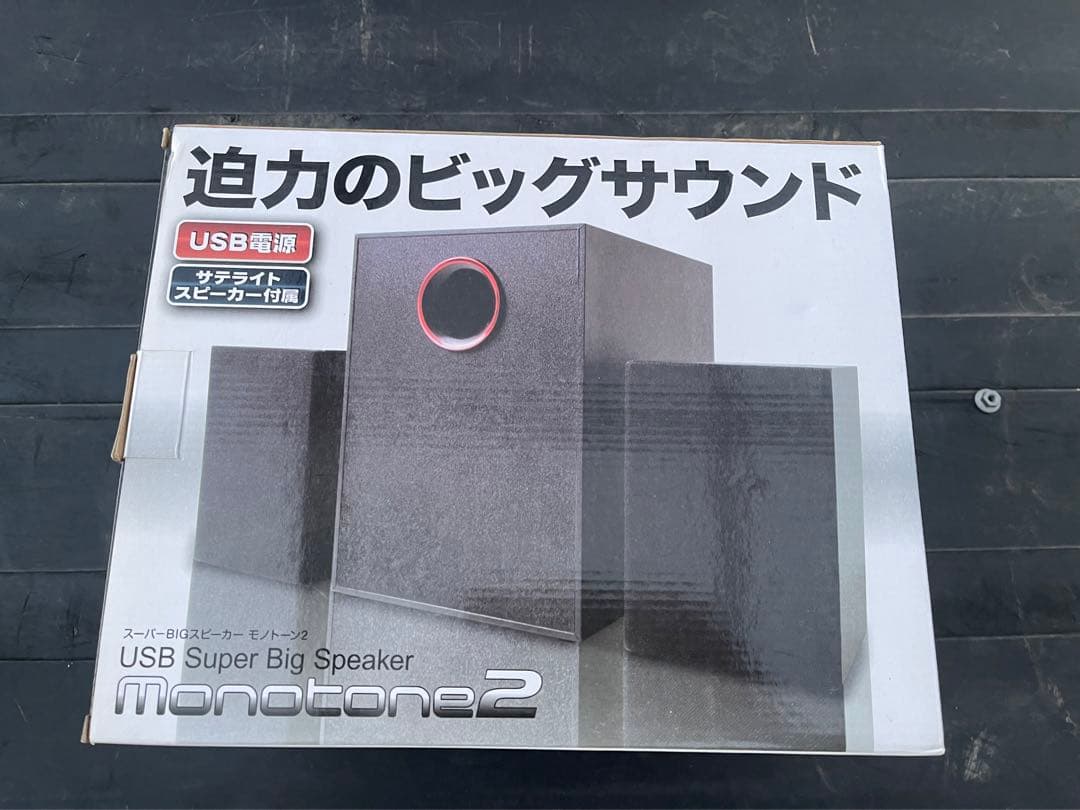 迫力のビッグサウンド
USB電源
サテライト
スピーカー付属
スーパーBIGスピーカー モノトーン2
USB Super Big Speaker
monotone2